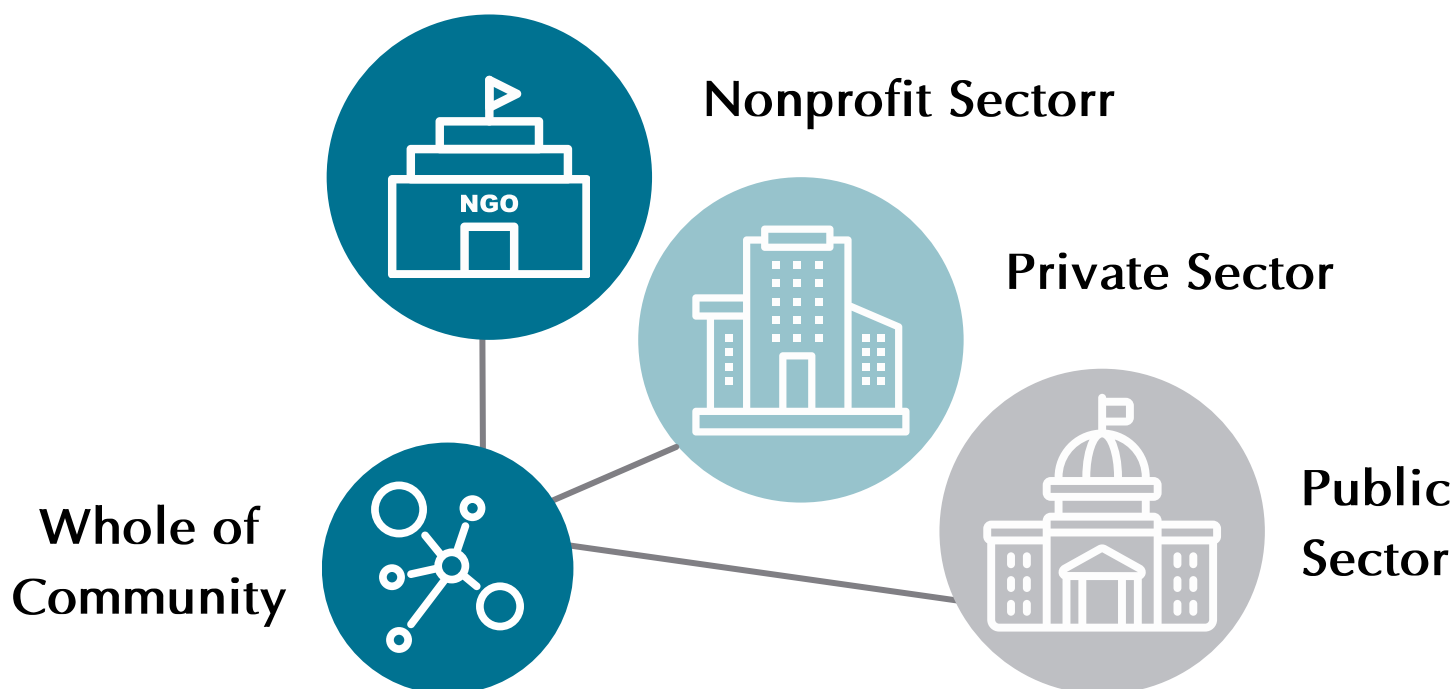 Nonprofit Sectorr
NGO
Private Sector
Public
Sector
Whole of
Community